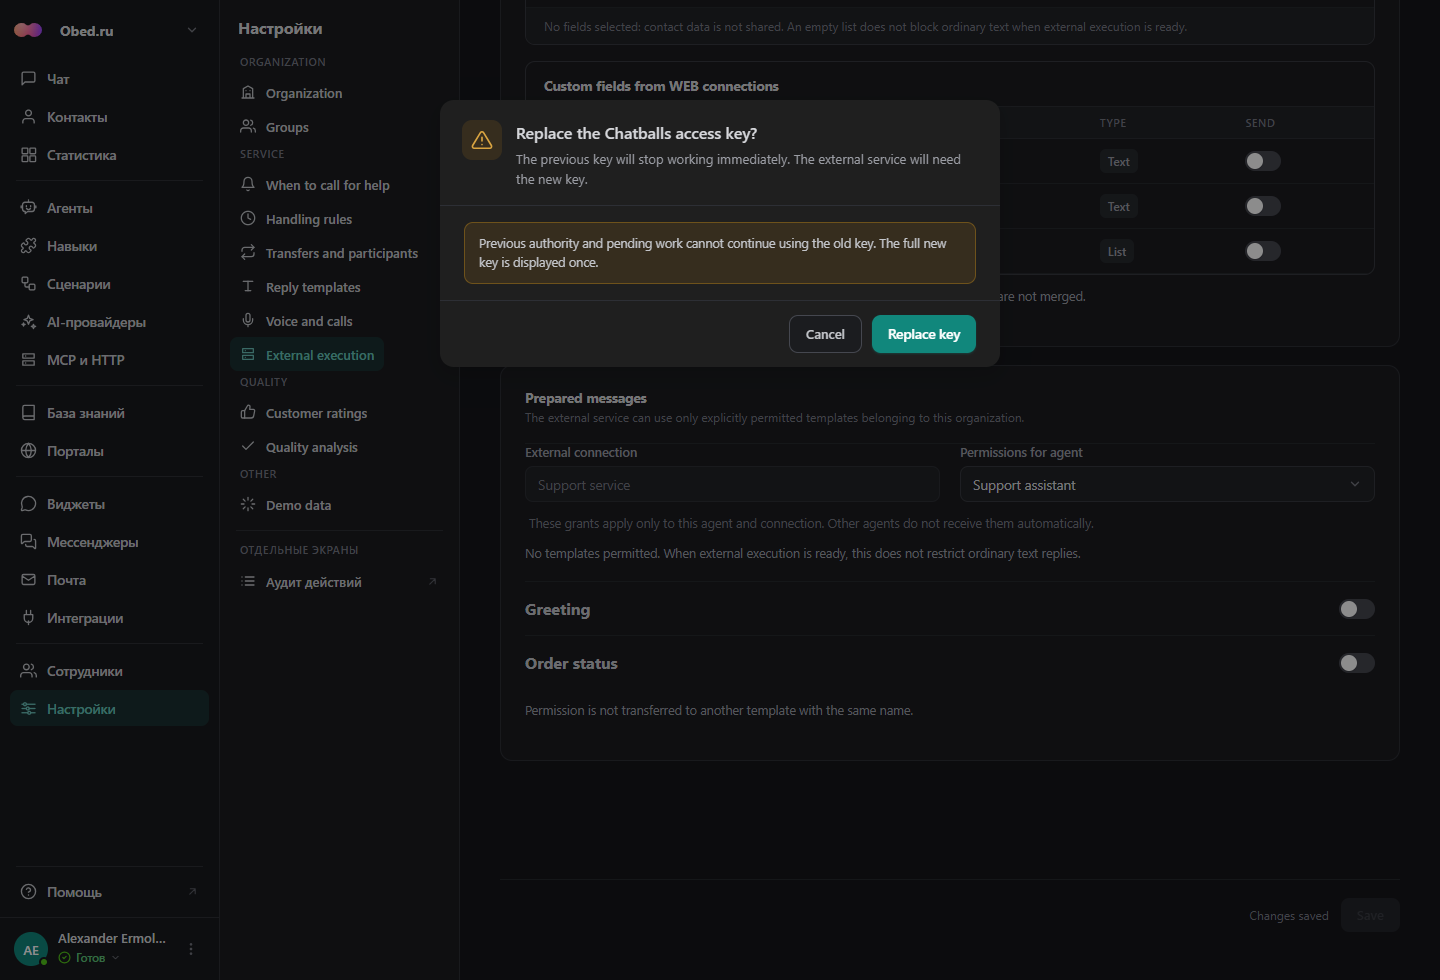 Obed.ru
Чат
Контакты
Статистика
Агенты
Навыки
Сценарии
AI-провайдеры
MCP и HTTP
База знаний
Порталы
Виджеты
Мессенджеры
Почта
Интеграции
Сотрудники
Настройки
Помощь
AE
Alexander Ermol...
Готов
Настройки
ORGANIZATION
Organization
Groups
SERVICE
When to call for help
Handling rules
Transfers and participants
Reply templates
Voice and calls
External execution
QUALITY
Customer ratings
Quality analysis
OTHER
Demo data
ОТДЕЛЬНЫЕ ЭКРАНЫ
Аудит действий
No fields selected: contact data is not shared. An empty list does not block ordinary text when external execution is ready.
Custom fields from WEB connections
TYPE SEND
Text
Text
List
are not merged.
Replace the Chatballs access key?
The previous key will stop working immediately. The external service will need
the new key.
Previous authority and pending work cannot continue using the old key. The full new
key is displayed once.
Cancel Replace key
Prepared messages
The external service can use only explicitly permitted templates belonging to this organization.
External connection Permissions for agent
Support service Support assistant
These grants apply only to this agent and connection. Other agents do not receive them automatically.
No templates permitted. When external execution is ready, this does not restrict ordinary text replies.
Greeting
Order status
Permission is not transferred to another template with the same name.
Changes saved Save